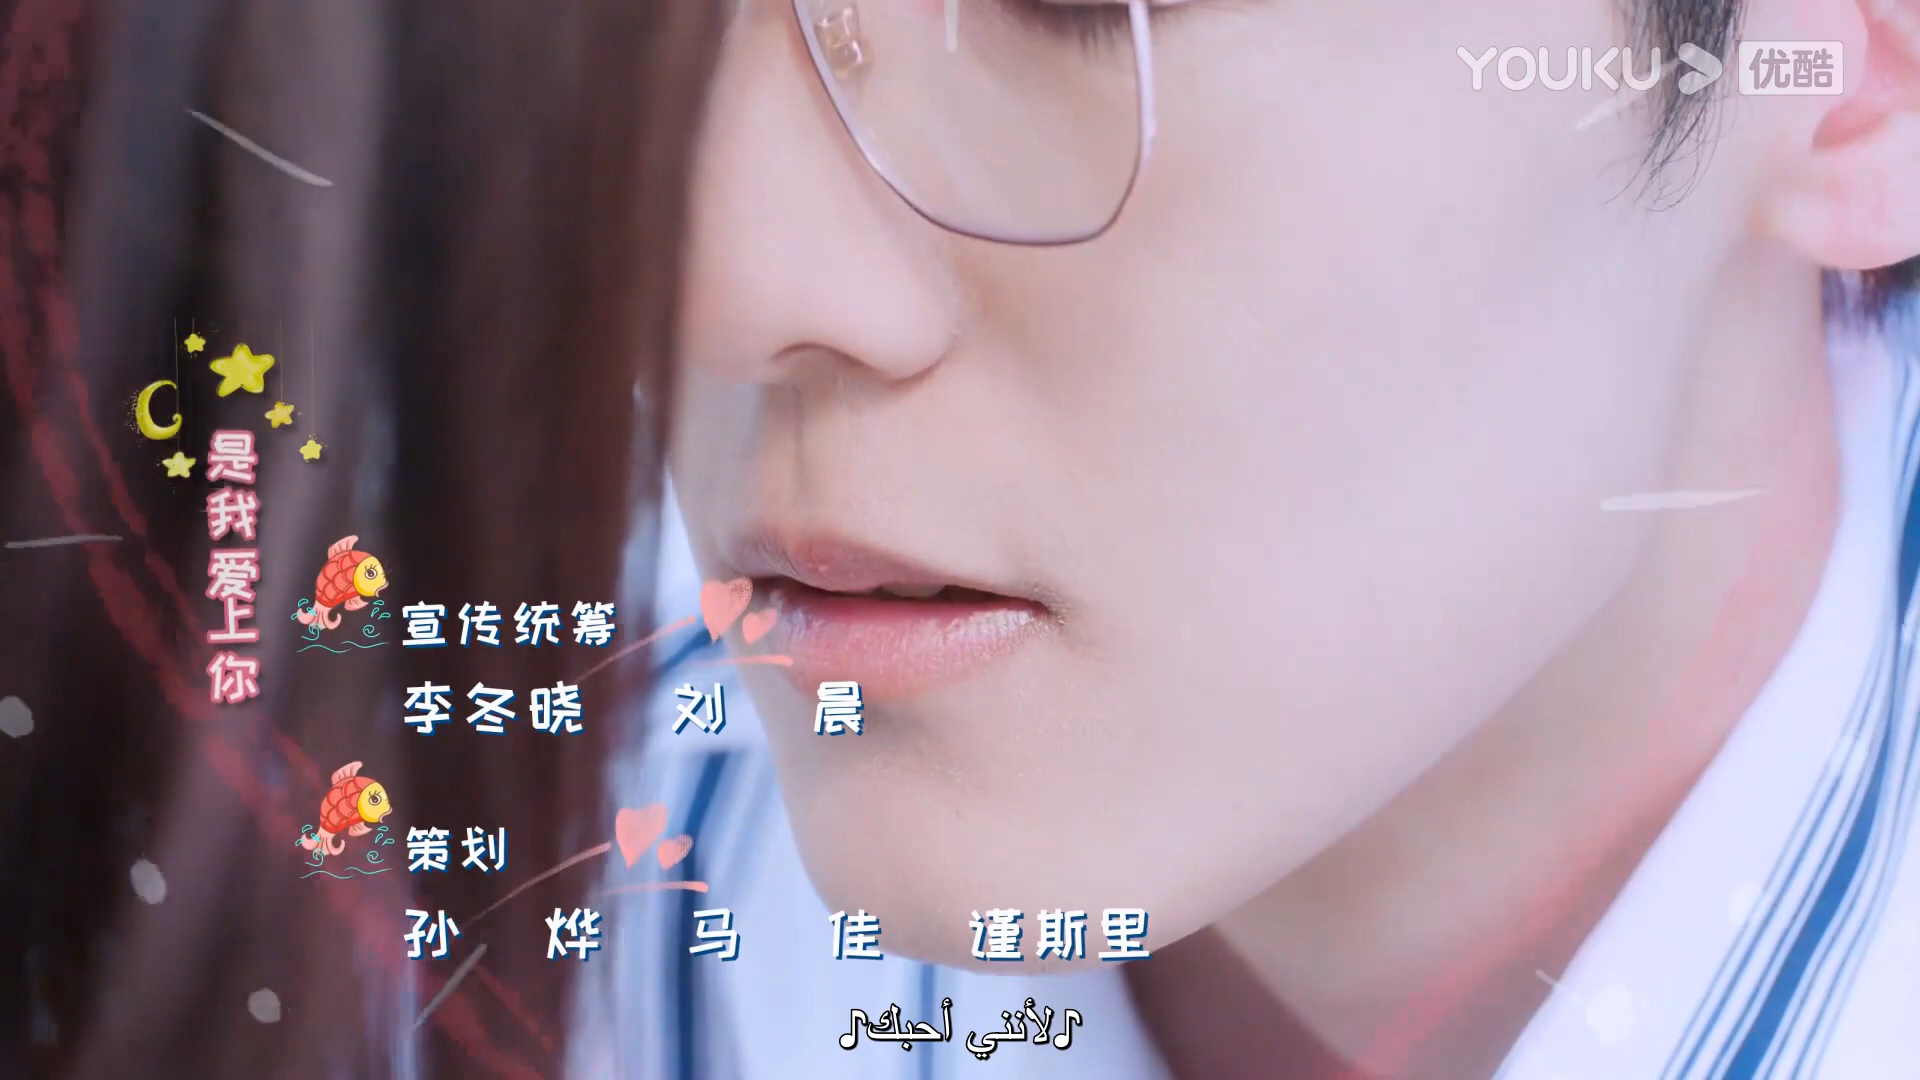 YOUKU 优酷
是我爱上你
宣传统筹
李冬晓 刘晨
策划
孙烨 马佳 谨斯里
♪لأنني أحبك♪